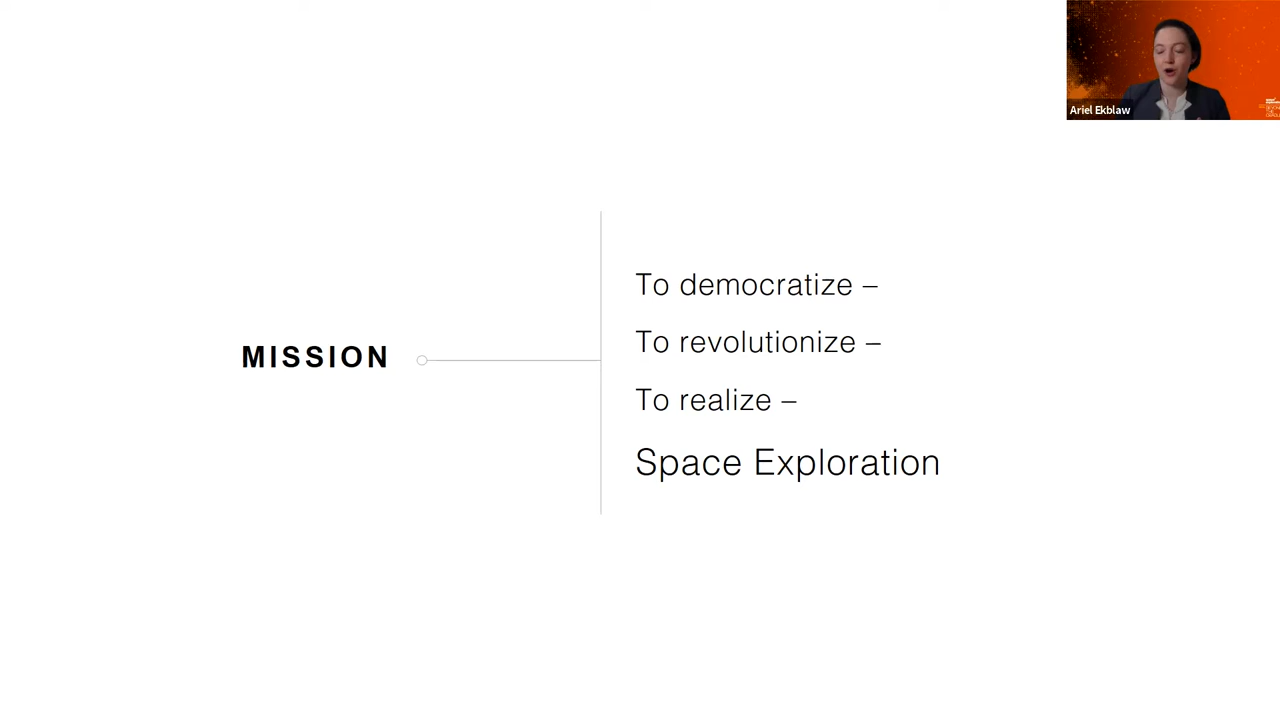 Ariel Ekblaw
MISSION
To democratize –
To revolutionize –
To realize –
Space Exploration